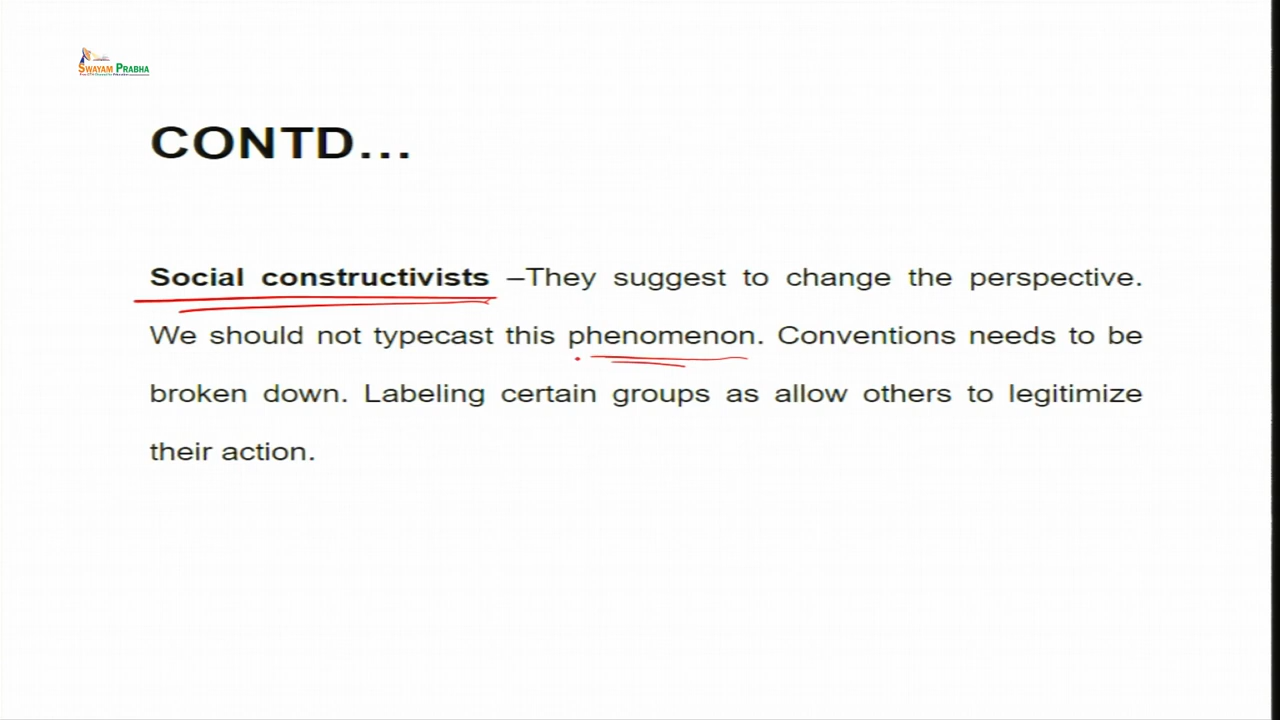 SWAYAM PRABHA
CONTD...
Social constructivists –They suggest to change the perspective.
We should not typecast this phenomenon. Conventions needs to be
broken down. Labeling certain groups as allow others to legitimize
their action.